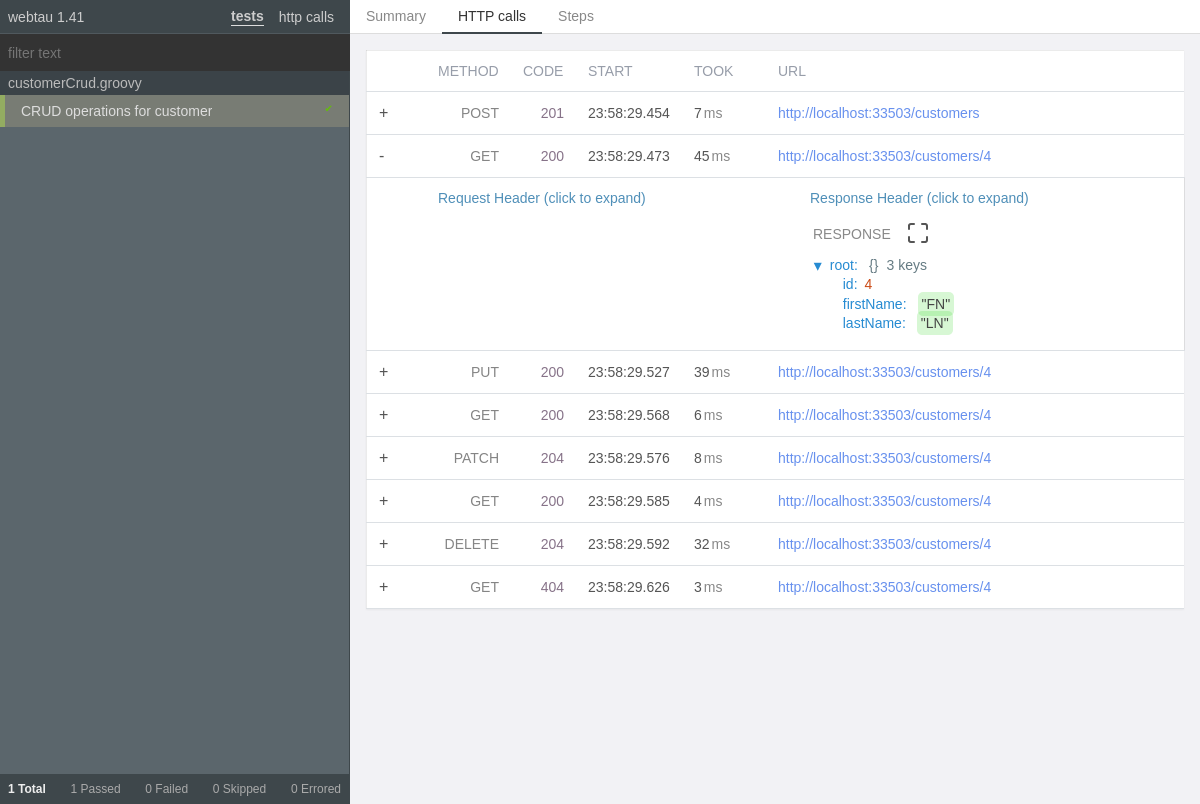 webtau 1.41 tests http calls
filter text
customerCrud.groovy
CRUD operations for customer ✔
1 Total 1 Passed 0 Failed 0 Skipped 0 Errored
Summary HTTP calls Steps
METHOD CODE START TOOK URL
+ POST 201 23:58:29.454 7 ms http://localhost:33503/customers
- GET 200 23:58:29.473 45 ms http://localhost:33503/customers/4
Request Header (click to expand) Response Header (click to expand)
RESPONSE
▼ root: {} 3 keys
id: 4
firstName: "FN"
lastName: "LN"
+ PUT 200 23:58:29.527 39 ms http://localhost:33503/customers/4
+ GET 200 23:58:29.568 6 ms http://localhost:33503/customers/4
+ PATCH 204 23:58:29.576 8 ms http://localhost:33503/customers/4
+ GET 200 23:58:29.585 4 ms http://localhost:33503/customers/4
+ DELETE 204 23:58:29.592 32 ms http://localhost:33503/customers/4
+ GET 404 23:58:29.626 3 ms http://localhost:33503/customers/4